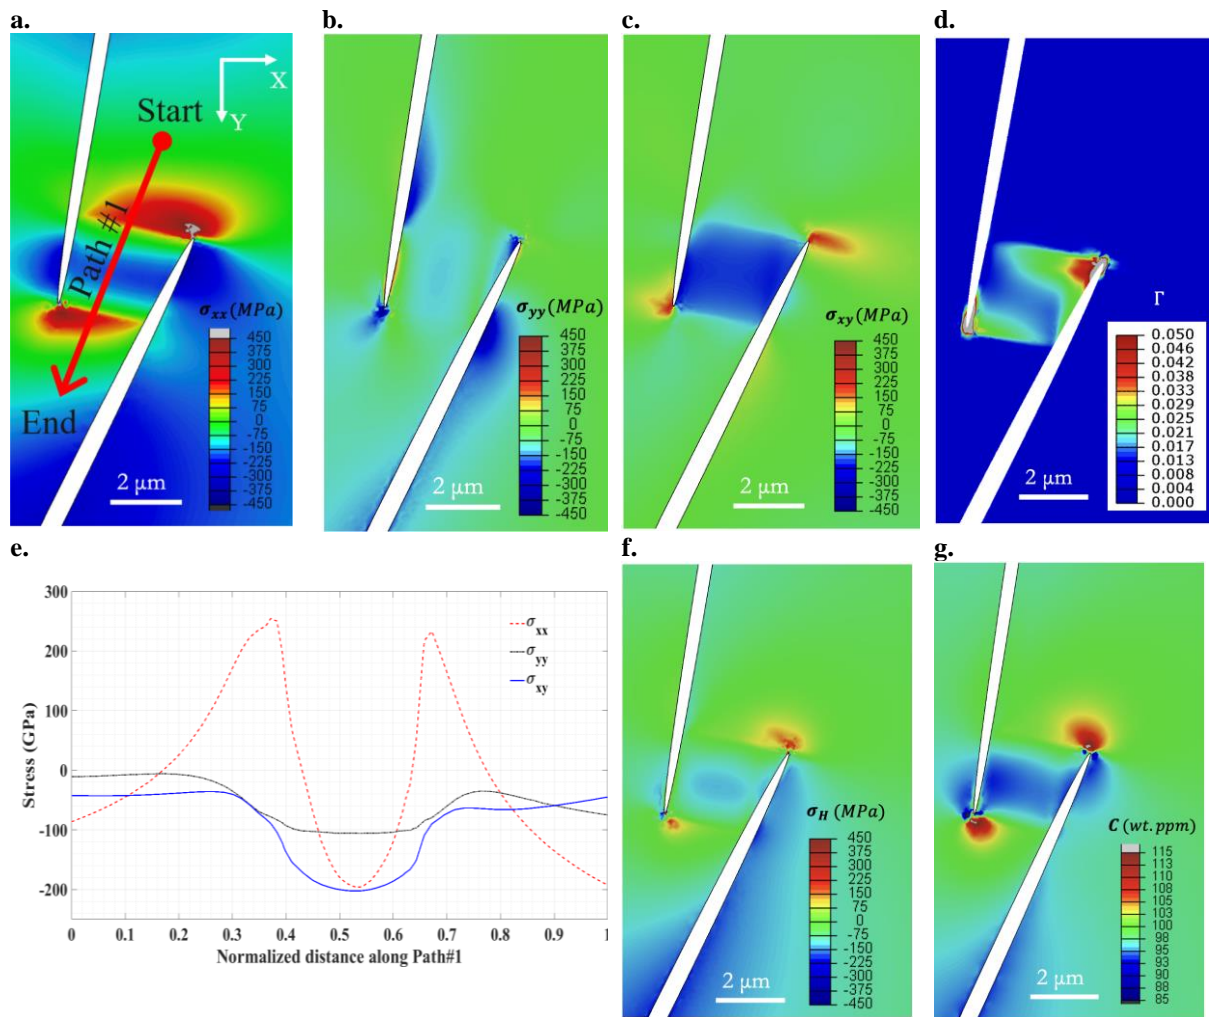 a.
b.
c.
d.
X
Y
Start
Path #1
End
σxx (MPa)
450
375
300
225
150
75
0
-75
-150
-225
-300
-375
-450
2 μm
σyy (MPa)
450
375
300
225
150
75
0
-75
-150
-225
-300
-375
-450
2 μm
σxy (MPa)
450
375
300
225
150
75
0
-75
-150
-225
-300
-375
-450
2 μm
Γ
0.050
0.046
0.042
0.038
0.033
0.029
0.025
0.021
0.017
0.013
0.008
0.004
0.000
2 μm
e.
f.
g.
300
200
100
0
-100
-200
Stress (GPa)
σxx
σyy
σxy
0 0.1 0.2 0.3 0.4 0.5 0.6 0.7 0.8 0.9 1
Normalized distance along Path#1
σH (MPa)
450
375
300
225
150
75
0
-75
-150
-225
-300
-375
-450
2 μm
C (wt. ppm)
115
113
110
108
105
103
100
98
95
93
90
88
85
2 μm